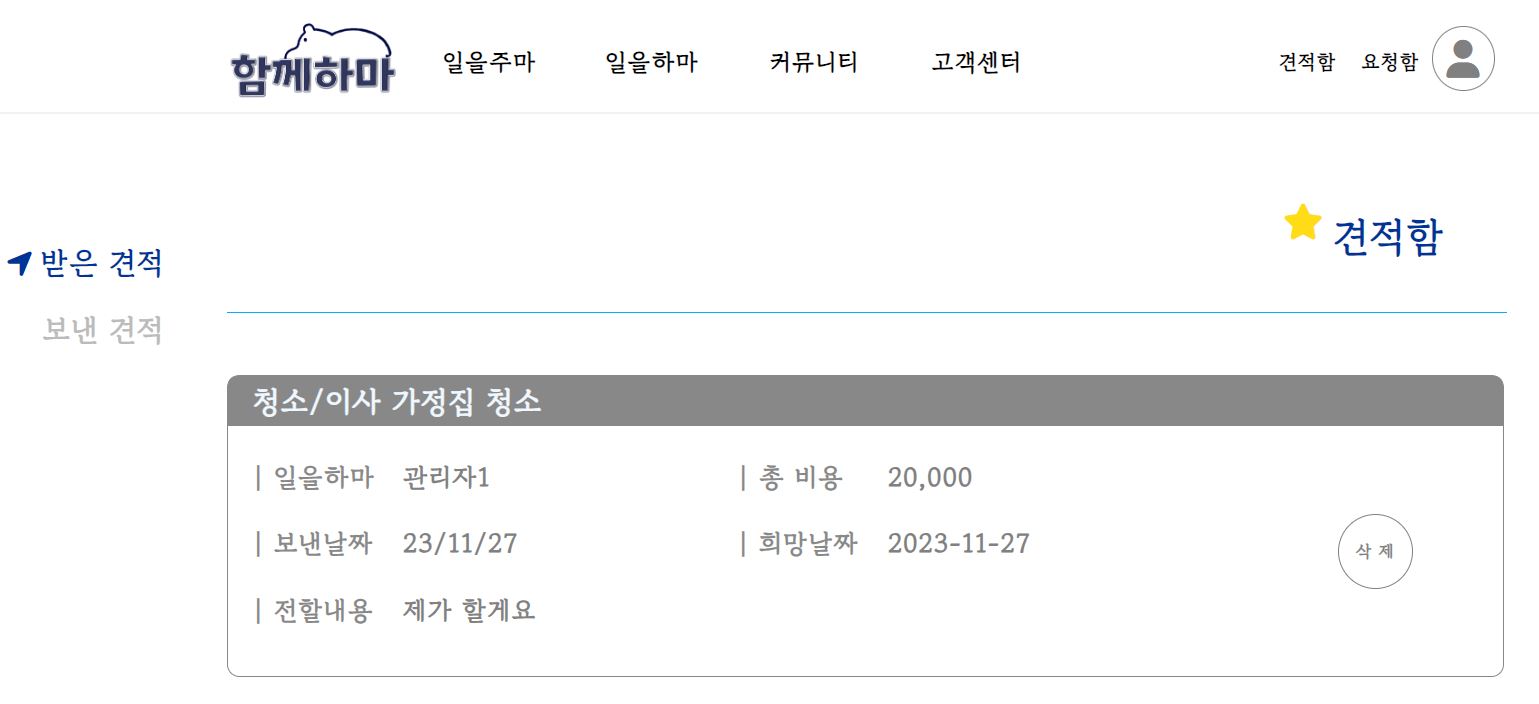 함께하마 일을주마 일을하마 커뮤니티 고객센터 견적함 요청함
견적함
받은 견적
보낸 견적
청소/이사 가정집 청소
| 일을하마 관리자1 | 총 비용 20,000
| 보낸날짜 23/11/27 | 희망날짜 2023-11-27
삭 제
| 전할내용 제가 할게요